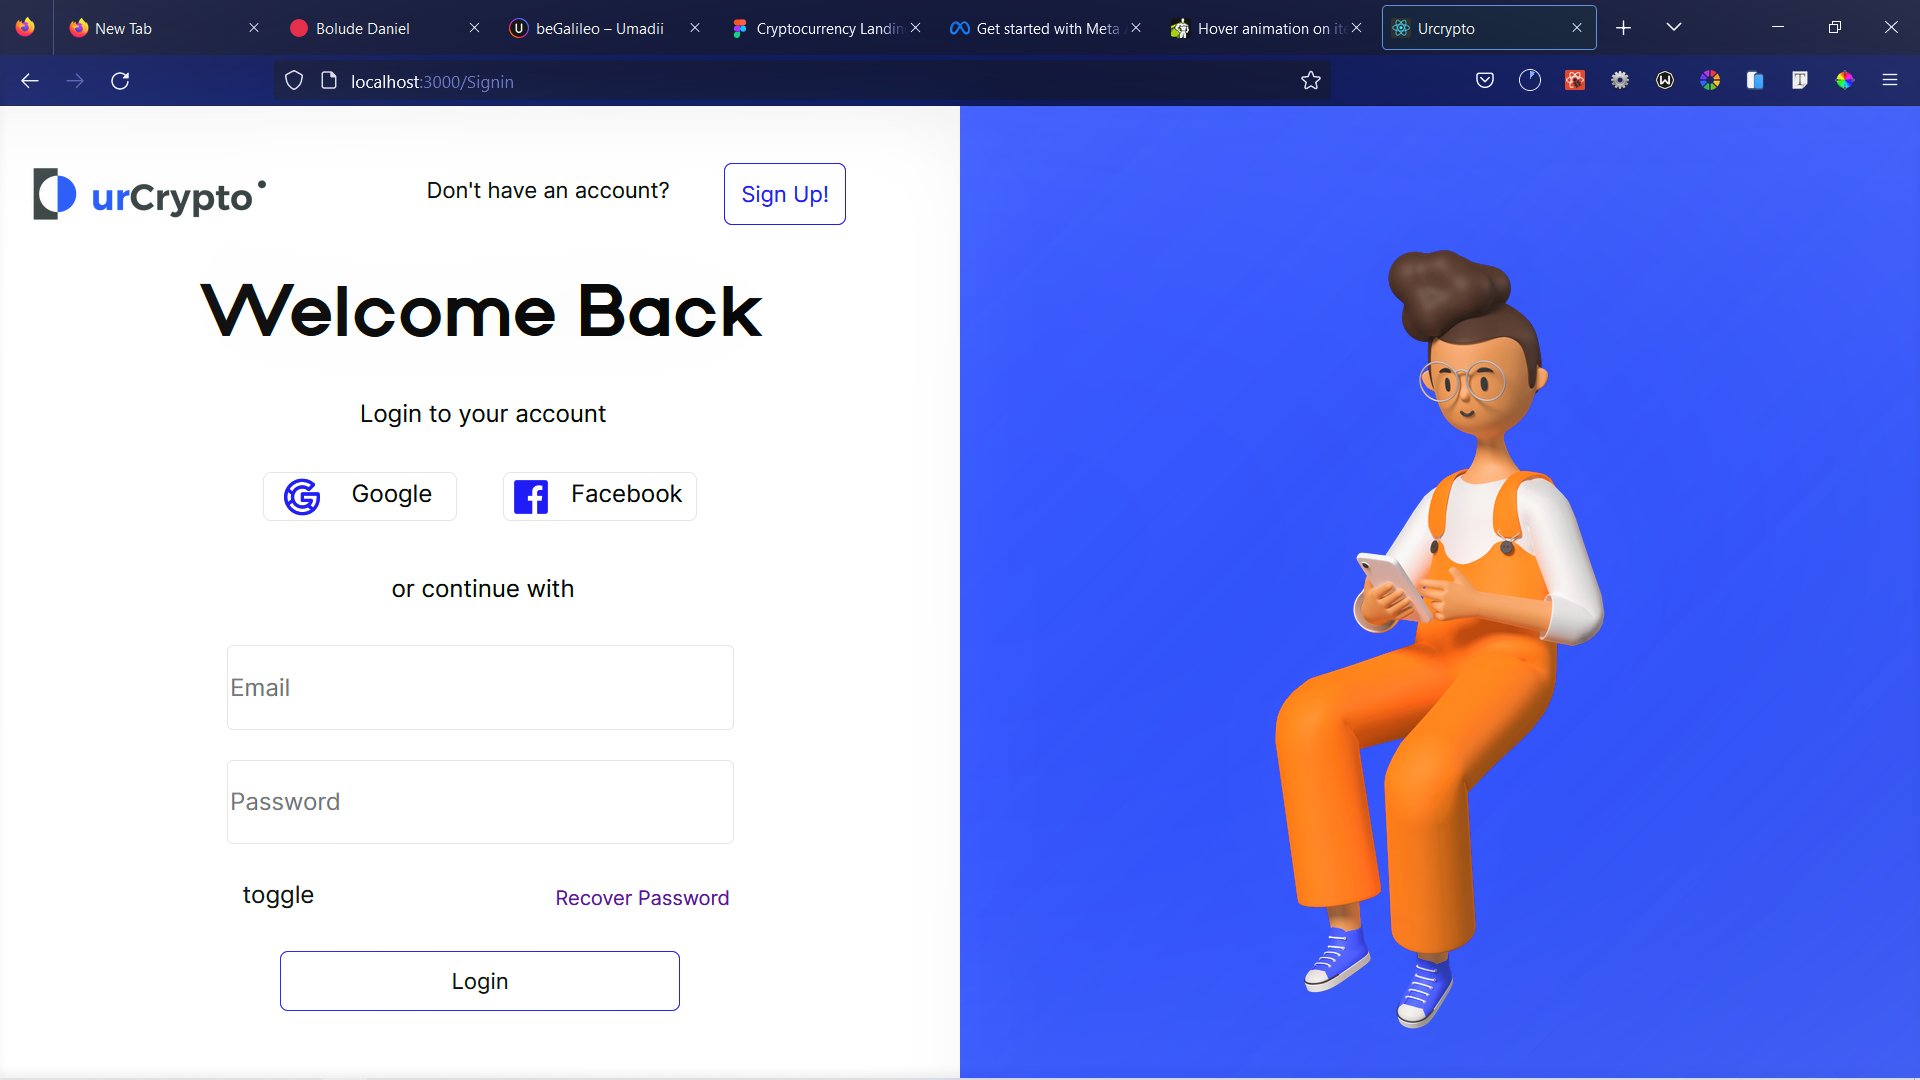 New Tab
Bolude Daniel
beGalileo – Umadii
Cryptocurrency Landin
Get started with Meta
Hover animation on it
Urcrypto
localhost:3000/Signin
urCrypto
Don't have an account?
Sign Up!
Welcome Back
Login to your account
Google
Facebook
or continue with
Email
Password
toggle
Recover Password
Login